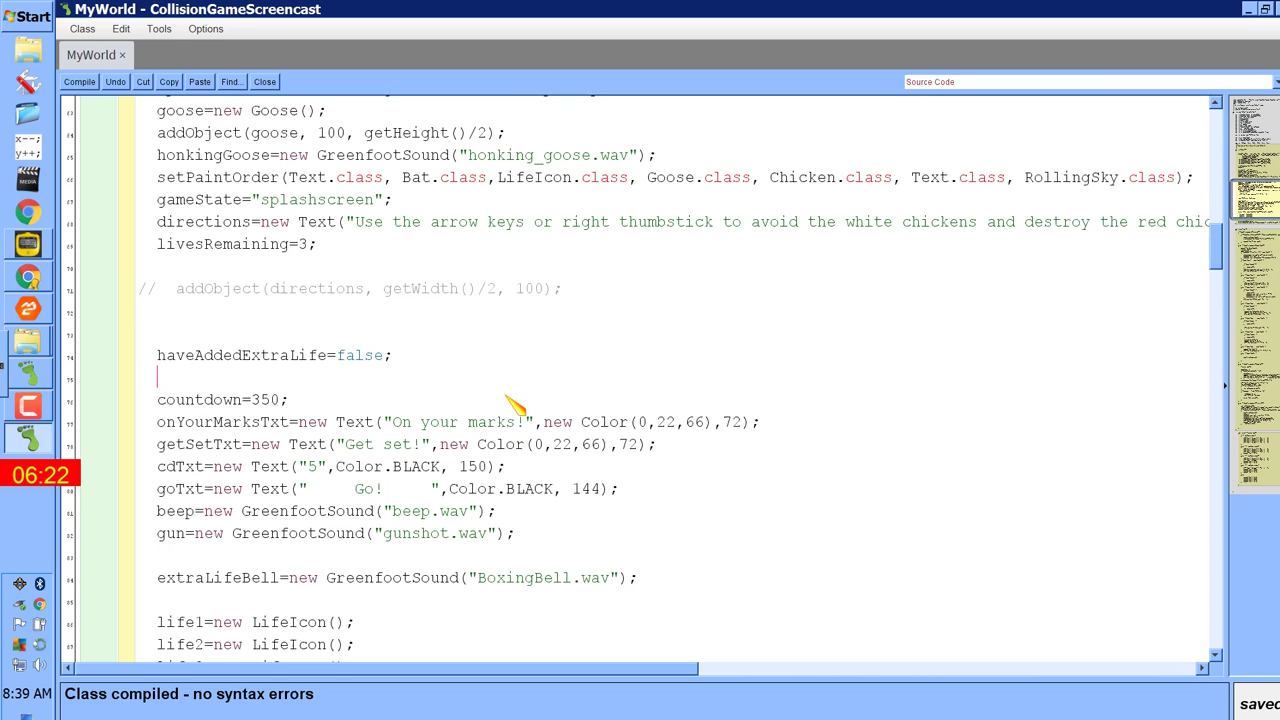 Start
MyWorld - CollisionGameScreencast
Class Edit Tools Options
MyWorld ×
Compile Undo Cut Copy Paste Find... Close
Source Code
goose=new Goose();
addObject(goose, 100, getHeight()/2);
honkingGoose=new GreenfootSound("honking_goose.wav");
setPaintOrder(Text.class, Bat.class,LifeIcon.class, Goose.class, Chicken.class, Text.class, RollingSky.class);
gameState="splashscreen";
directions=new Text("Use the arrow keys or right thumbstick to avoid the white chickens and destroy the red chic
livesRemaining=3;
// addObject(directions, getWidth()/2, 100);
haveAddedExtraLife=false;
countdown=350;
onYourMarksTxt=new Text("On your marks!",new Color(0,22,66),72);
getSetTxt=new Text("Get set!",new Color(0,22,66),72);
cdTxt=new Text("5",Color.BLACK, 150);
goTxt=new Text("     Go!     ",Color.BLACK, 144);
beep=new GreenfootSound("beep.wav");
gun=new GreenfootSound("gunshot.wav");
extraLifeBell=new GreenfootSound("BoxingBell.wav");
life1=new LifeIcon();
life2=new LifeIcon();
x--;
y++;
MEDIA
06:22
8:39 AM
Class compiled - no syntax errors
saved